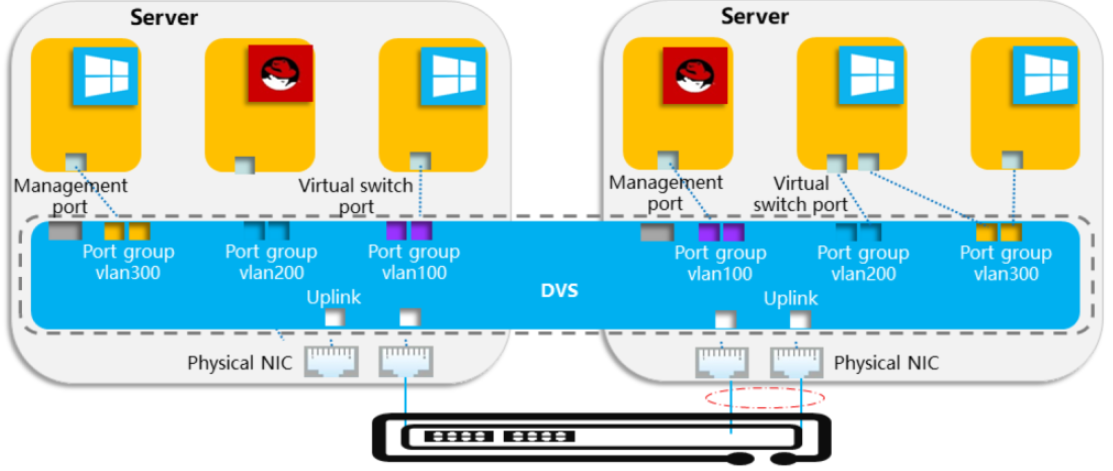 Server
Server
Management
port
Virtual switch
port
Management
port
Virtual
switch port
Port group
vlan300
Port group
vlan200
Port group
vlan100
Port group
vlan100
Port group
vlan200
Port group
vlan300
Uplink
DVS
Uplink
Physical NIC
Physical NIC